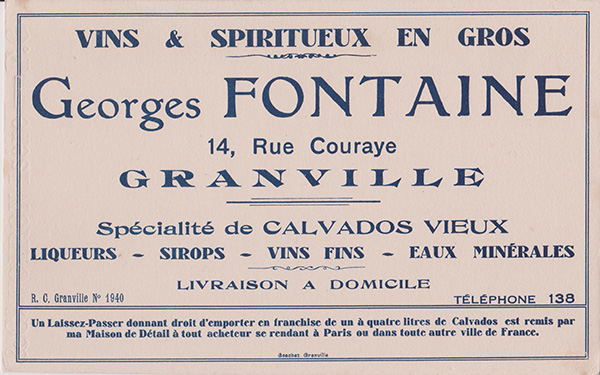 VINS & SPIRITUEUX EN GROS
Georges FONTAINE
14, Rue Couraye
GRANVILLE
Spécialité de CALVADOS VIEUX
LIQUEURS - SIROPS - VINS FINS - EAUX MINÉRALES
LIVRAISON A DOMICILE
R. C. Granville Nº 1940 TÉLÉPHONE 138
Un Laissez-Passer donnant droit d'emporter en franchise de un à quatre litres de Calvados est remis par
ma Maison de Détail à tout acheteur se rendant à Paris ou dans toute autre ville de France.
Granville